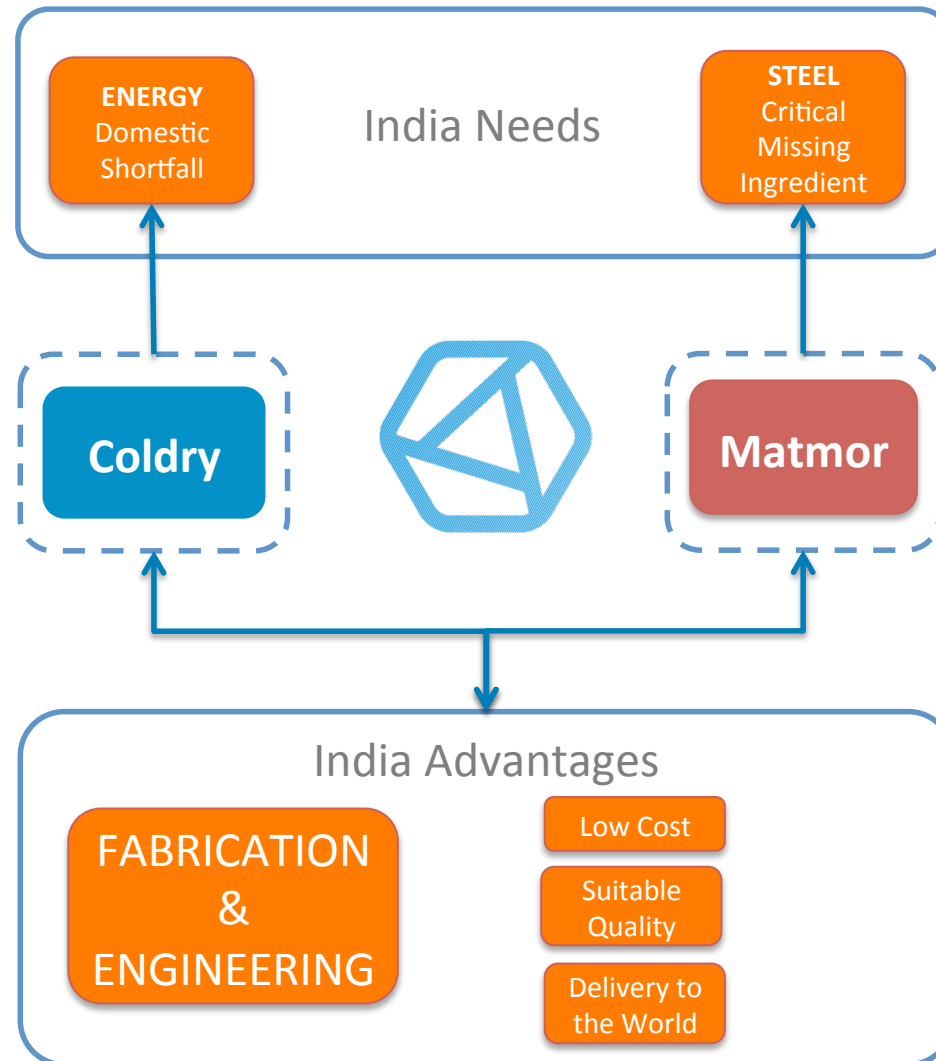 India Needs
ENERGY
Domestic
Shortfall
STEEL
Critical
Missing
Ingredient
Coldry
Matmor
India Advantages
FABRICATION
&
ENGINEERING
Low Cost
Suitable
Quality
Delivery to
the World